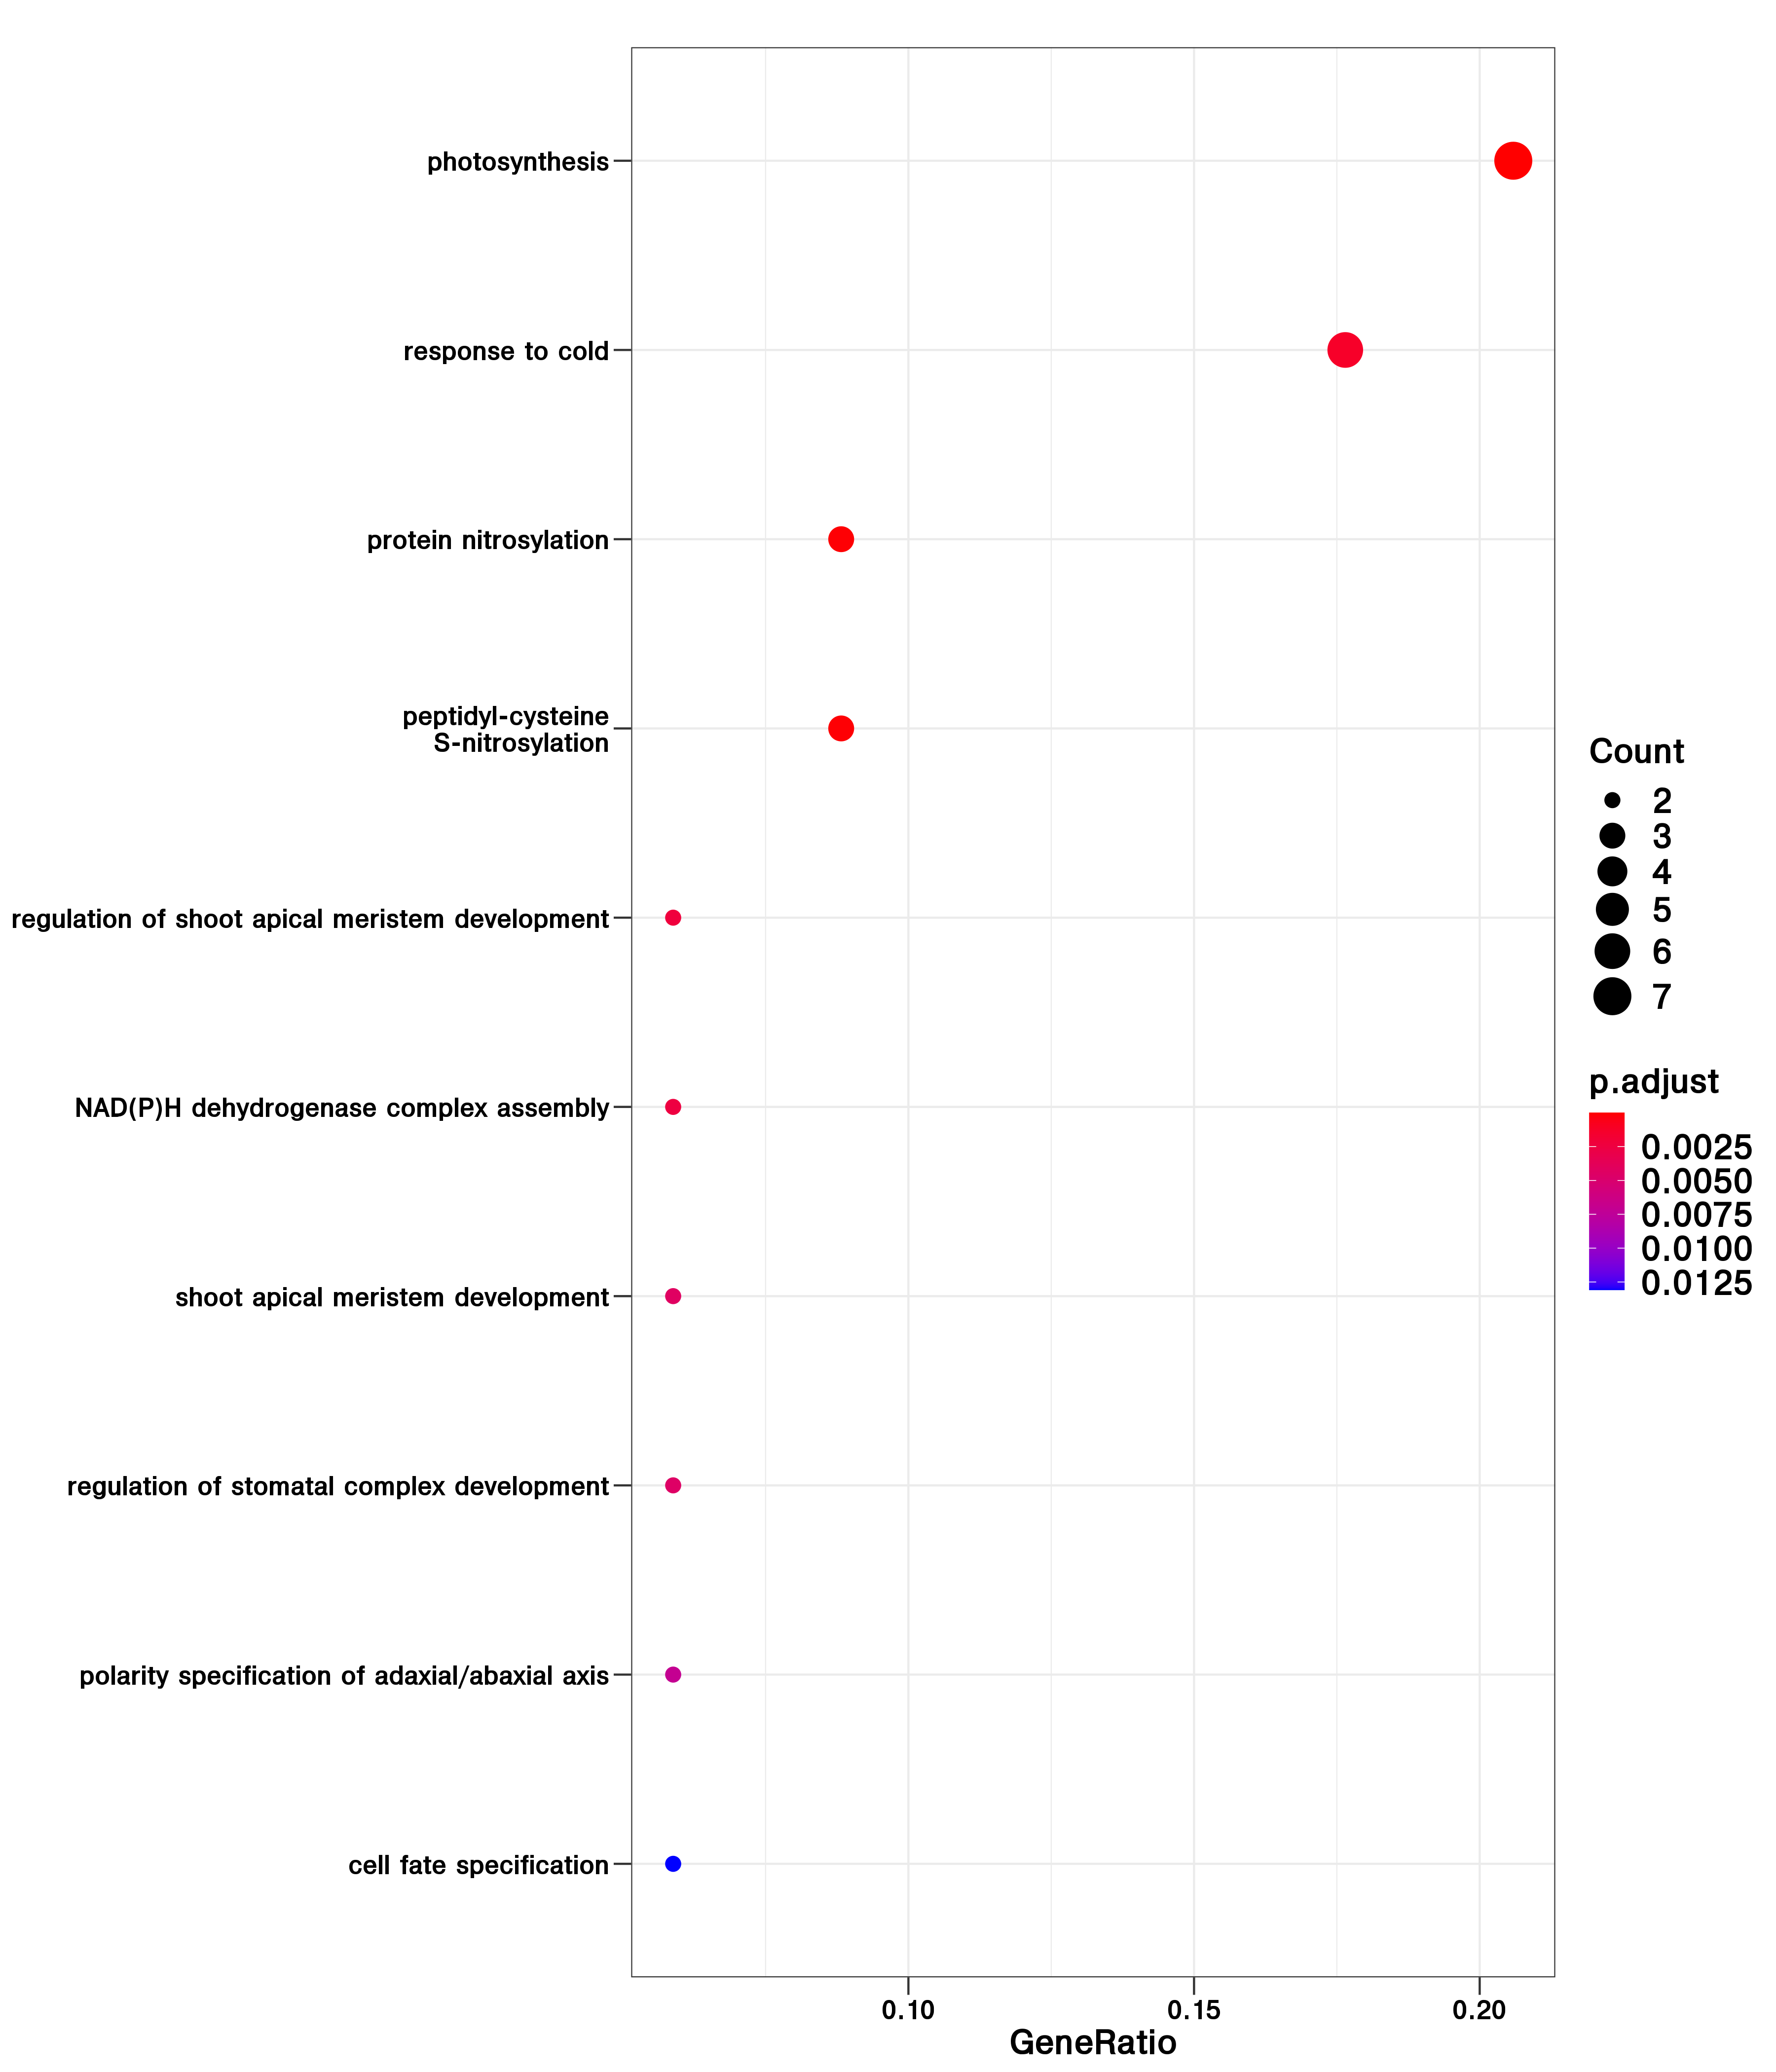 photosynthesis
response to cold
protein nitrosylation
peptidyl-cysteine
S-nitrosylation
regulation of shoot apical meristem development
NAD(P)H dehydrogenase complex assembly
shoot apical meristem development
regulation of stomatal complex development
polarity specification of adaxial/abaxial axis
cell fate specification
0.10 0.15 0.20
GeneRatio
Count
2
3
4
5
6
7
p.adjust
0.0025
0.0050
0.0075
0.0100
0.0125